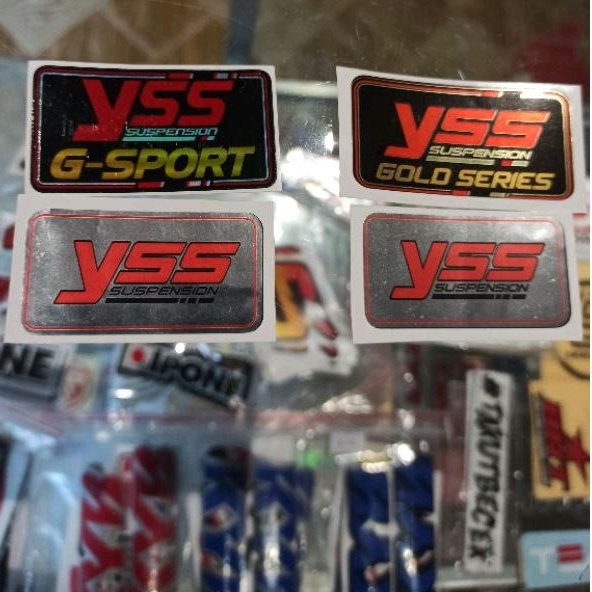 YSS
SUSPENSION
G-SPORT
YSS
SUSPENSION
GOLD SERIES
YSS
SUSPENSION
YSS
SUSPENSION
IPONE